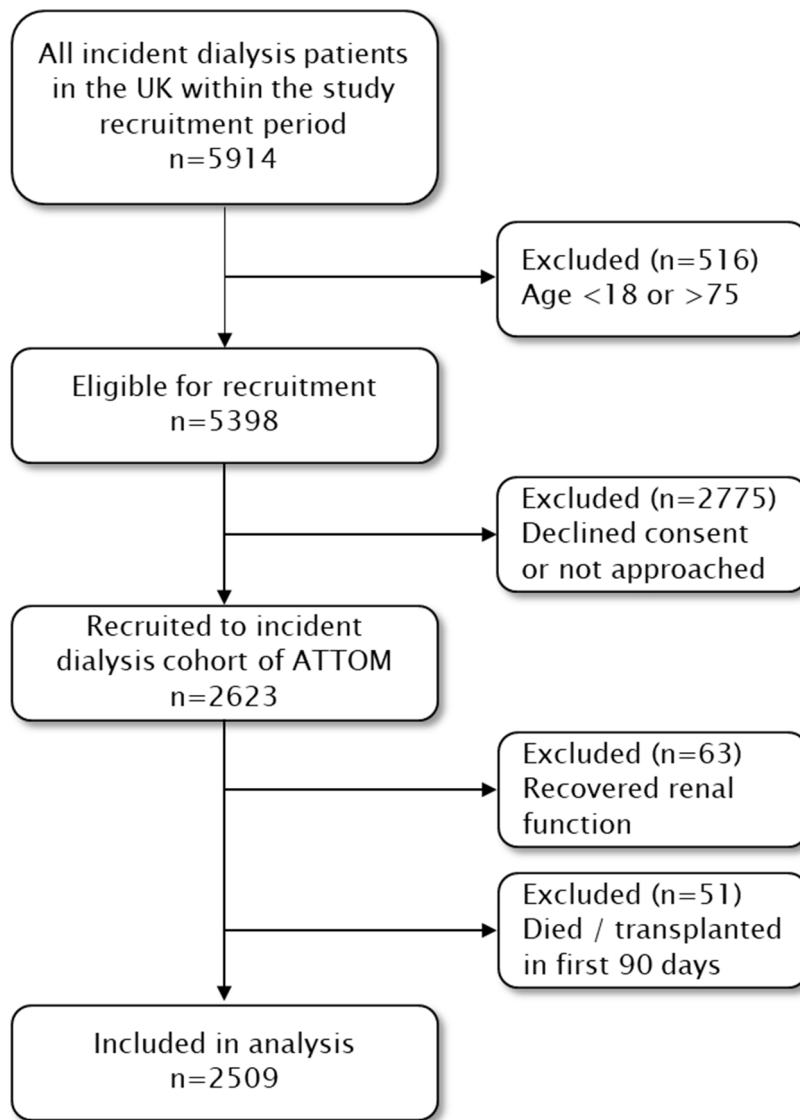 All incident dialysis patients
in the UK within the study
recruitment period
n=5914
Excluded (n=516)
Age <18 or >75
Eligible for recruitment
n=5398
Excluded (n=2775)
Declined consent
or not approached
Recruited to incident
dialysis cohort of ATTOM
n=2623
Excluded (n=63)
Recovered renal
function
Excluded (n=51)
Died / transplanted
in first 90 days
Included in analysis
n=2509